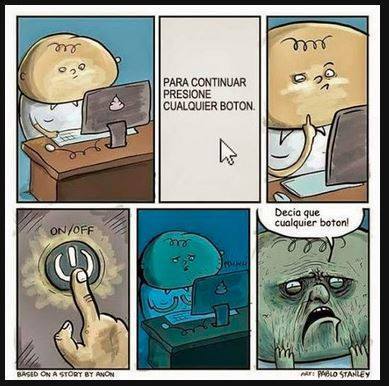 PARA CONTINUAR
PRESIONE
CUALQUIER BOTON.
ON/OFF
Decia que
cualquier boton!
BASED ON A STORY BY ANON
ART: PABLO STANLEY